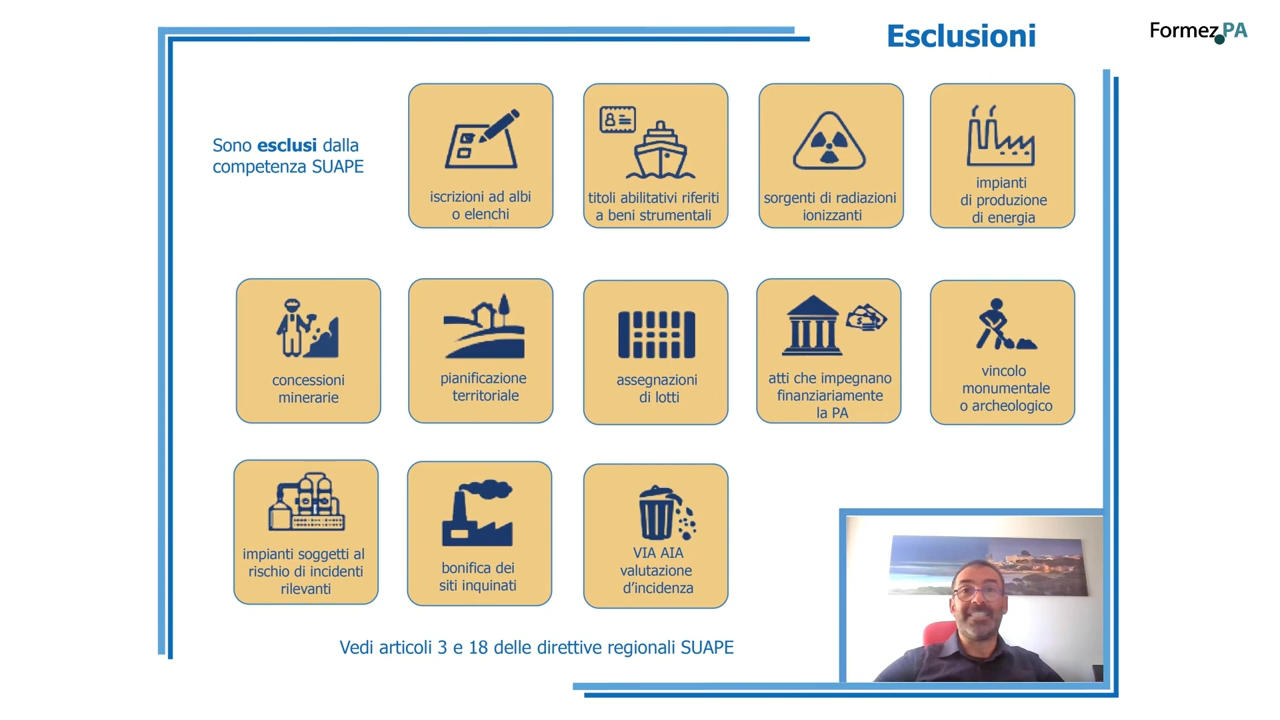 Esclusioni
Formez.PA
Sono esclusi dalla
competenza SUAPE
iscrizioni ad albi
o elenchi
titoli abilitativi riferiti
a beni strumentali
sorgenti di radiazioni
ionizzanti
impianti
di produzione
di energia
concessioni
minerarie
pianificazione
territoriale
assegnazioni
di lotti
atti che impegnano
finanziariamente
la PA
vincolo
monumentale
o archeologico
impianti soggetti al
rischio di incidenti
rilevanti
bonifica dei
siti inquinati
VIA AIA
valutazione
d'incidenza
Vedi articoli 3 e 18 delle direttive regionali SUAPE